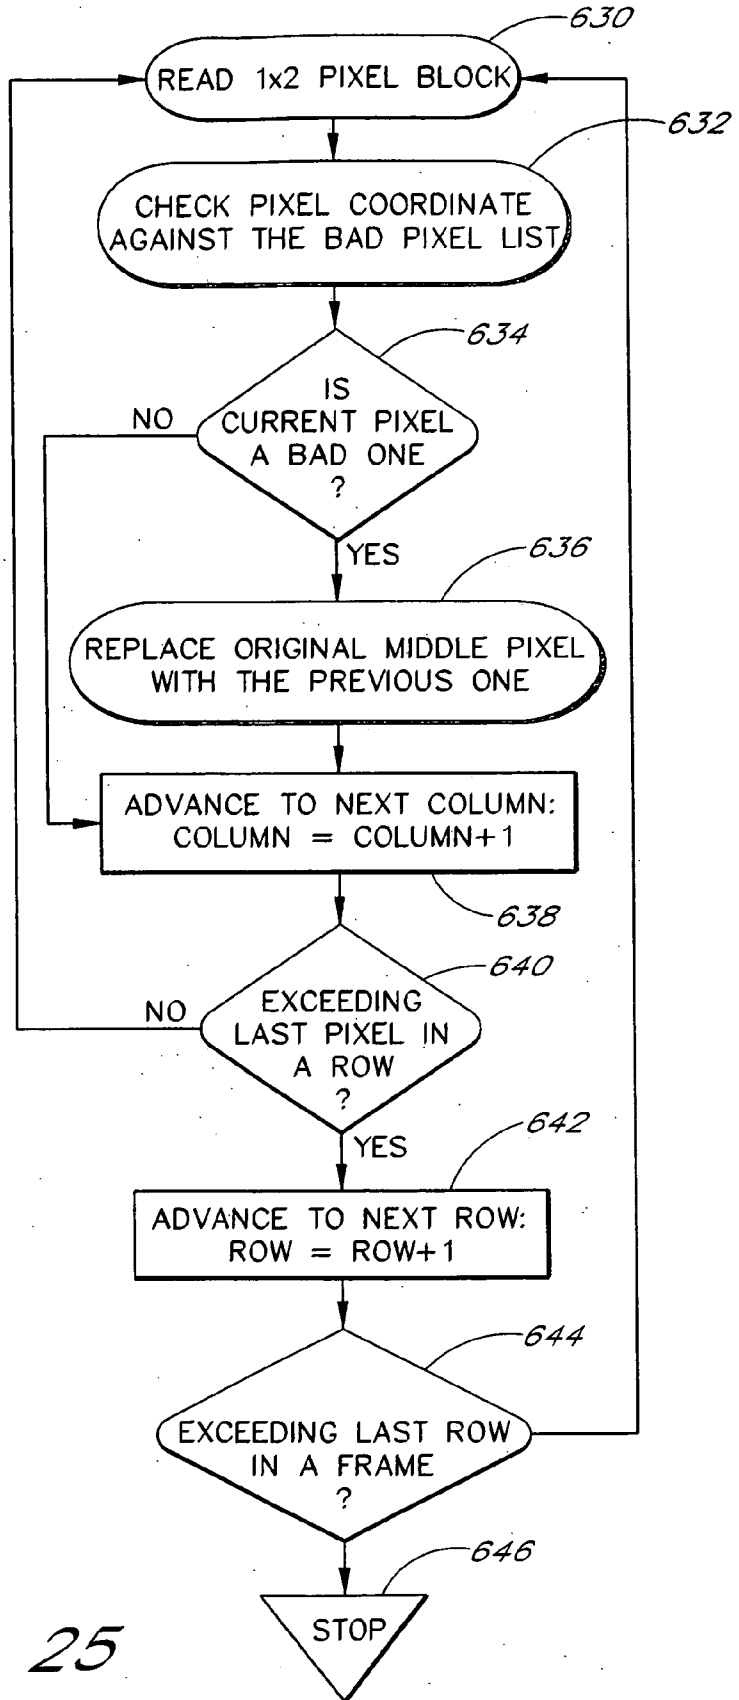 630
READ 1x2 PIXEL BLOCK
632
CHECK PIXEL COORDINATE
AGAINST THE BAD PIXEL LIST
634
IS
CURRENT PIXEL
A BAD ONE
?
NO
YES
636
REPLACE ORIGINAL MIDDLE PIXEL
WITH THE PREVIOUS ONE
ADVANCE TO NEXT COLUMN:
COLUMN = COLUMN+1
638
640
EXCEEDING
LAST PIXEL IN
A ROW
?
NO
YES
642
ADVANCE TO NEXT ROW:
ROW = ROW+1
644
EXCEEDING LAST ROW
IN A FRAME
?
646
STOP
25